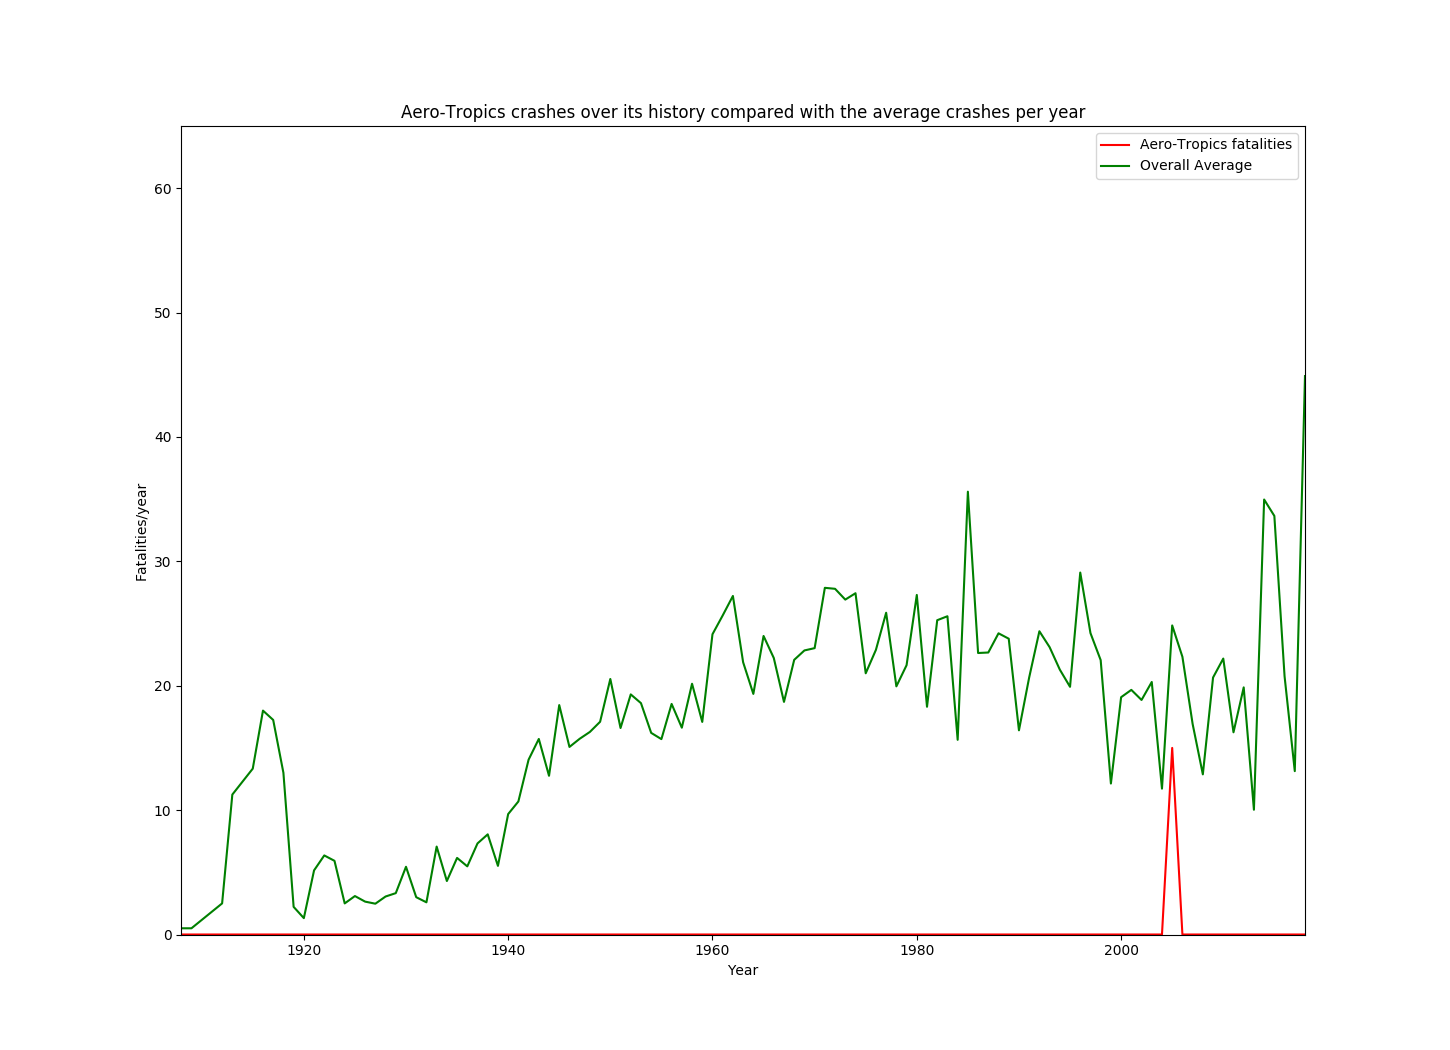 Aero-Tropics crashes over its history compared with the average crashes per year
Aero-Tropics fatalities
Overall Average
60
50
40
30
20
10
0
Fatalities/year
1920
1940
1960
1980
2000
Year